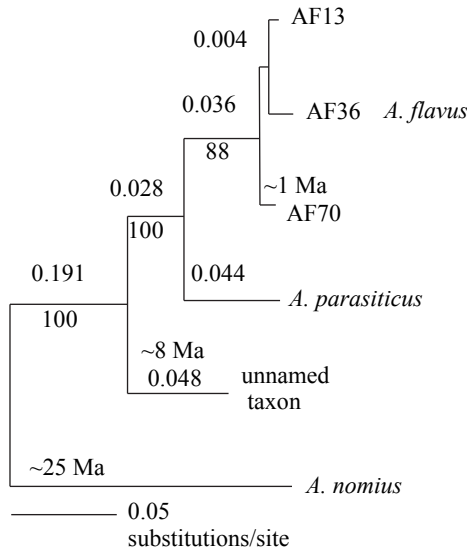 AF13
0.004
0.036
AF36 A. flavus
88
~1 Ma
0.028
AF70
100
0.191
0.044
A. parasiticus
100
~8 Ma
0.048
unnamed
taxon
~25 Ma
A. nomius
0.05
substitutions/site